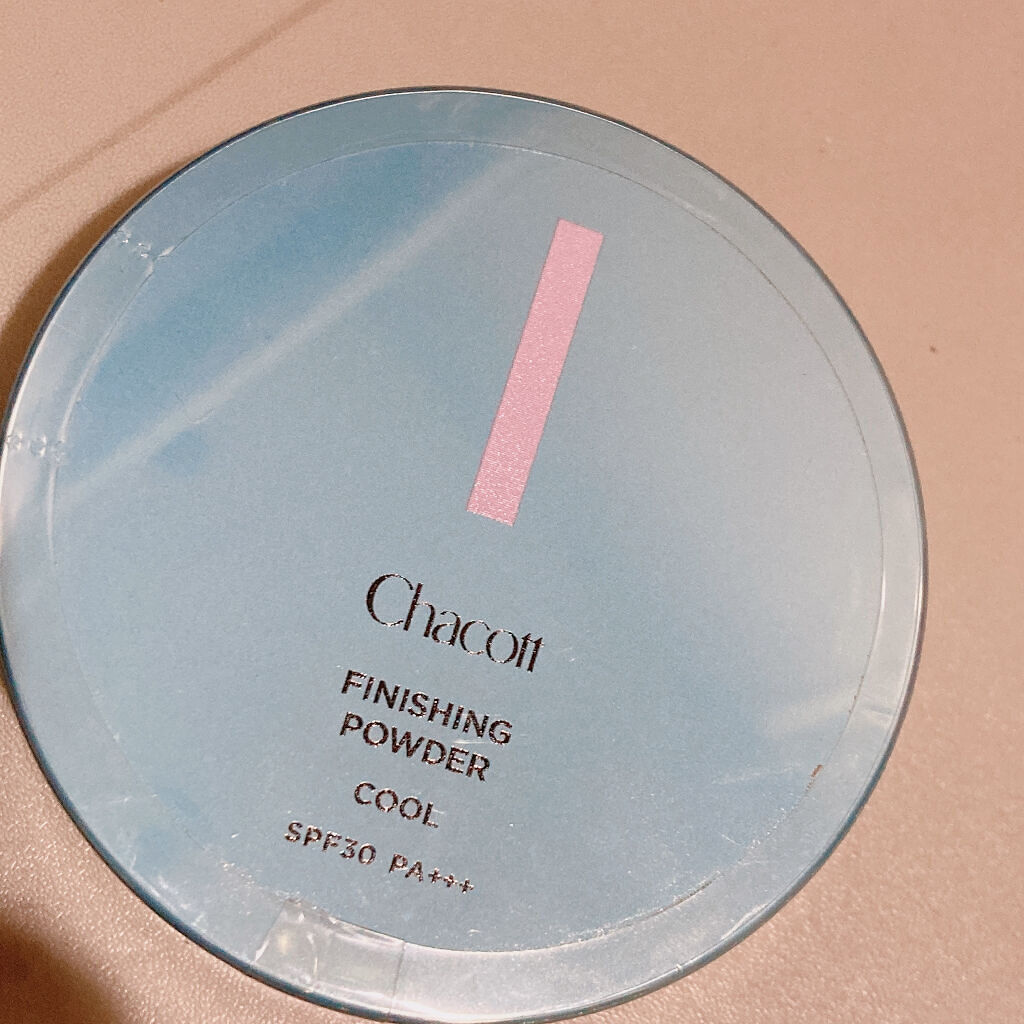 Chacott
FINISHING
POWDER
COOL
SPF30 PA+++